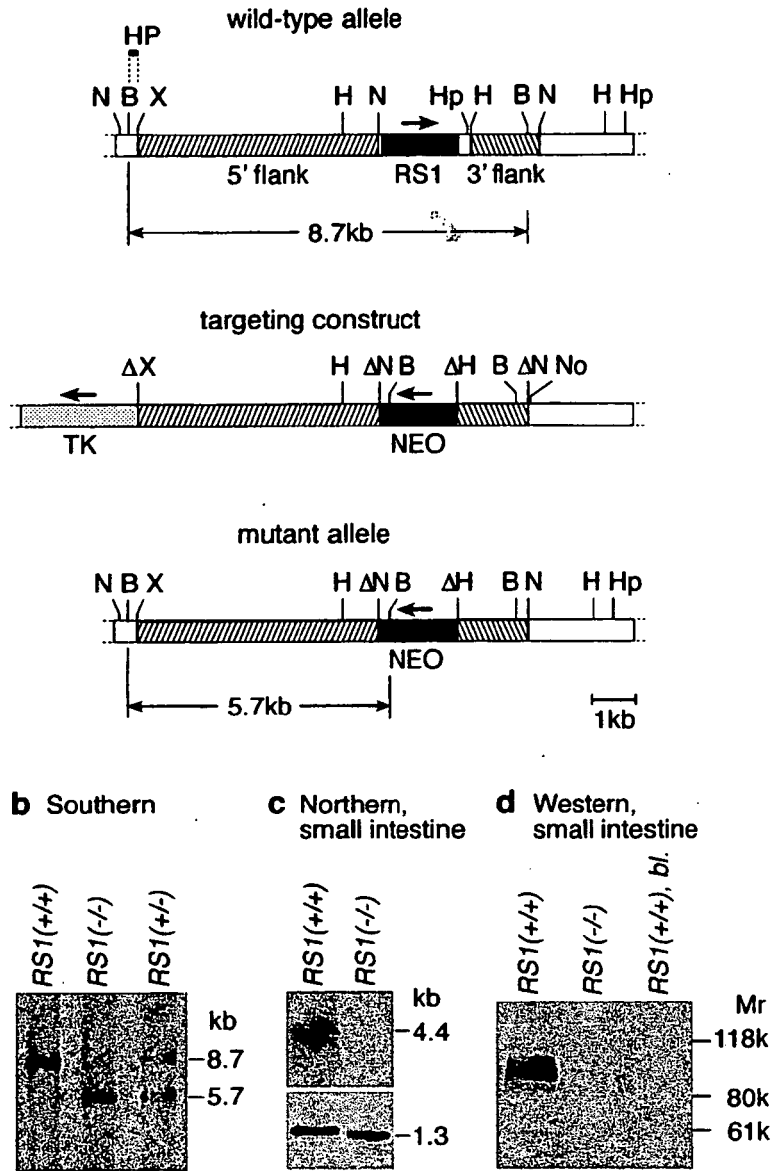 wild-type allele
HP
N B X H N Hp H B N H Hp
5' flank RS1 3' flank
8.7kb
targeting construct
ΔX H ΔN B ΔH B ΔN No
TK NEO
mutant allele
N B X H ΔN B ΔH B N H Hp
NEO
5.7kb
1kb
b Southern
RS1(+/+) RS1(-/-) RS1(+/-)
kb
8.7
5.7
c Northern,
small intestine
RS1(+/+) RS1(-/-)
kb
4.4
1.3
d Western,
small intestine
RS1(+/+) RS1(-/-) RS1(+/+), bl.
Mr
118k
80k
61k